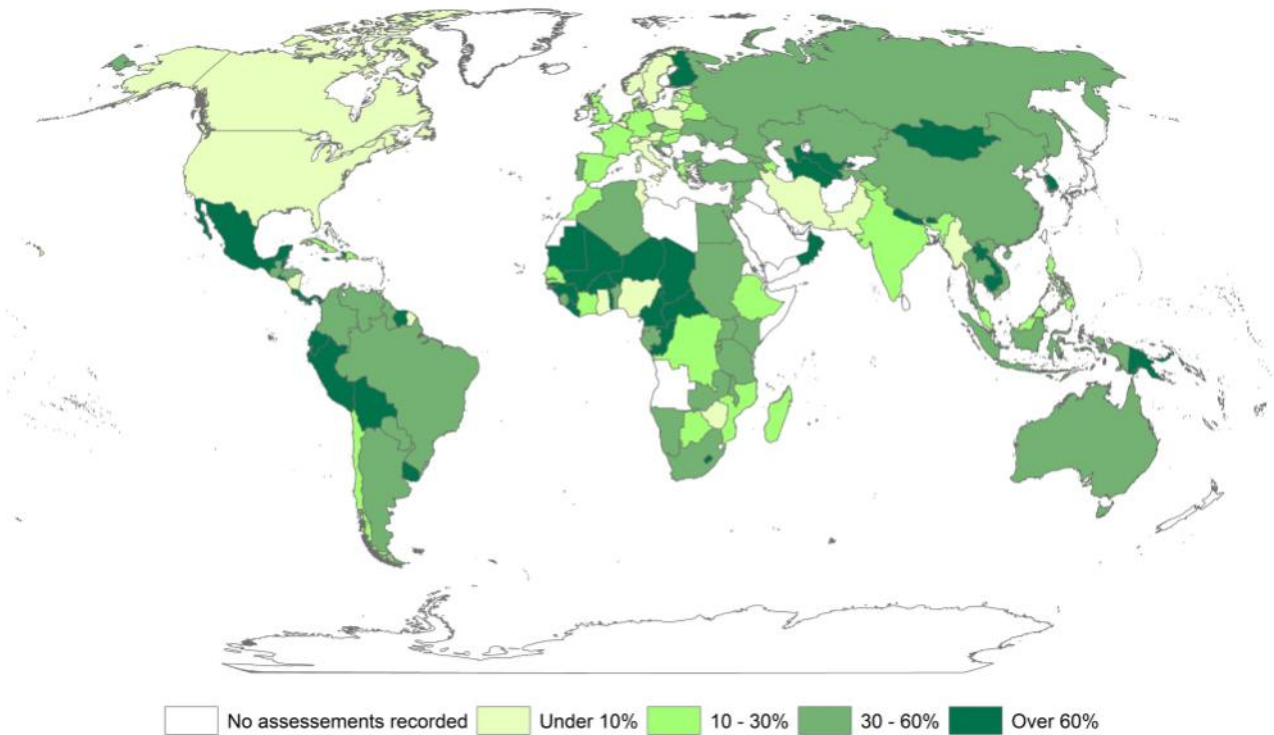 No assessements recorded
Under 10%
10 - 30%
30 - 60%
Over 60%